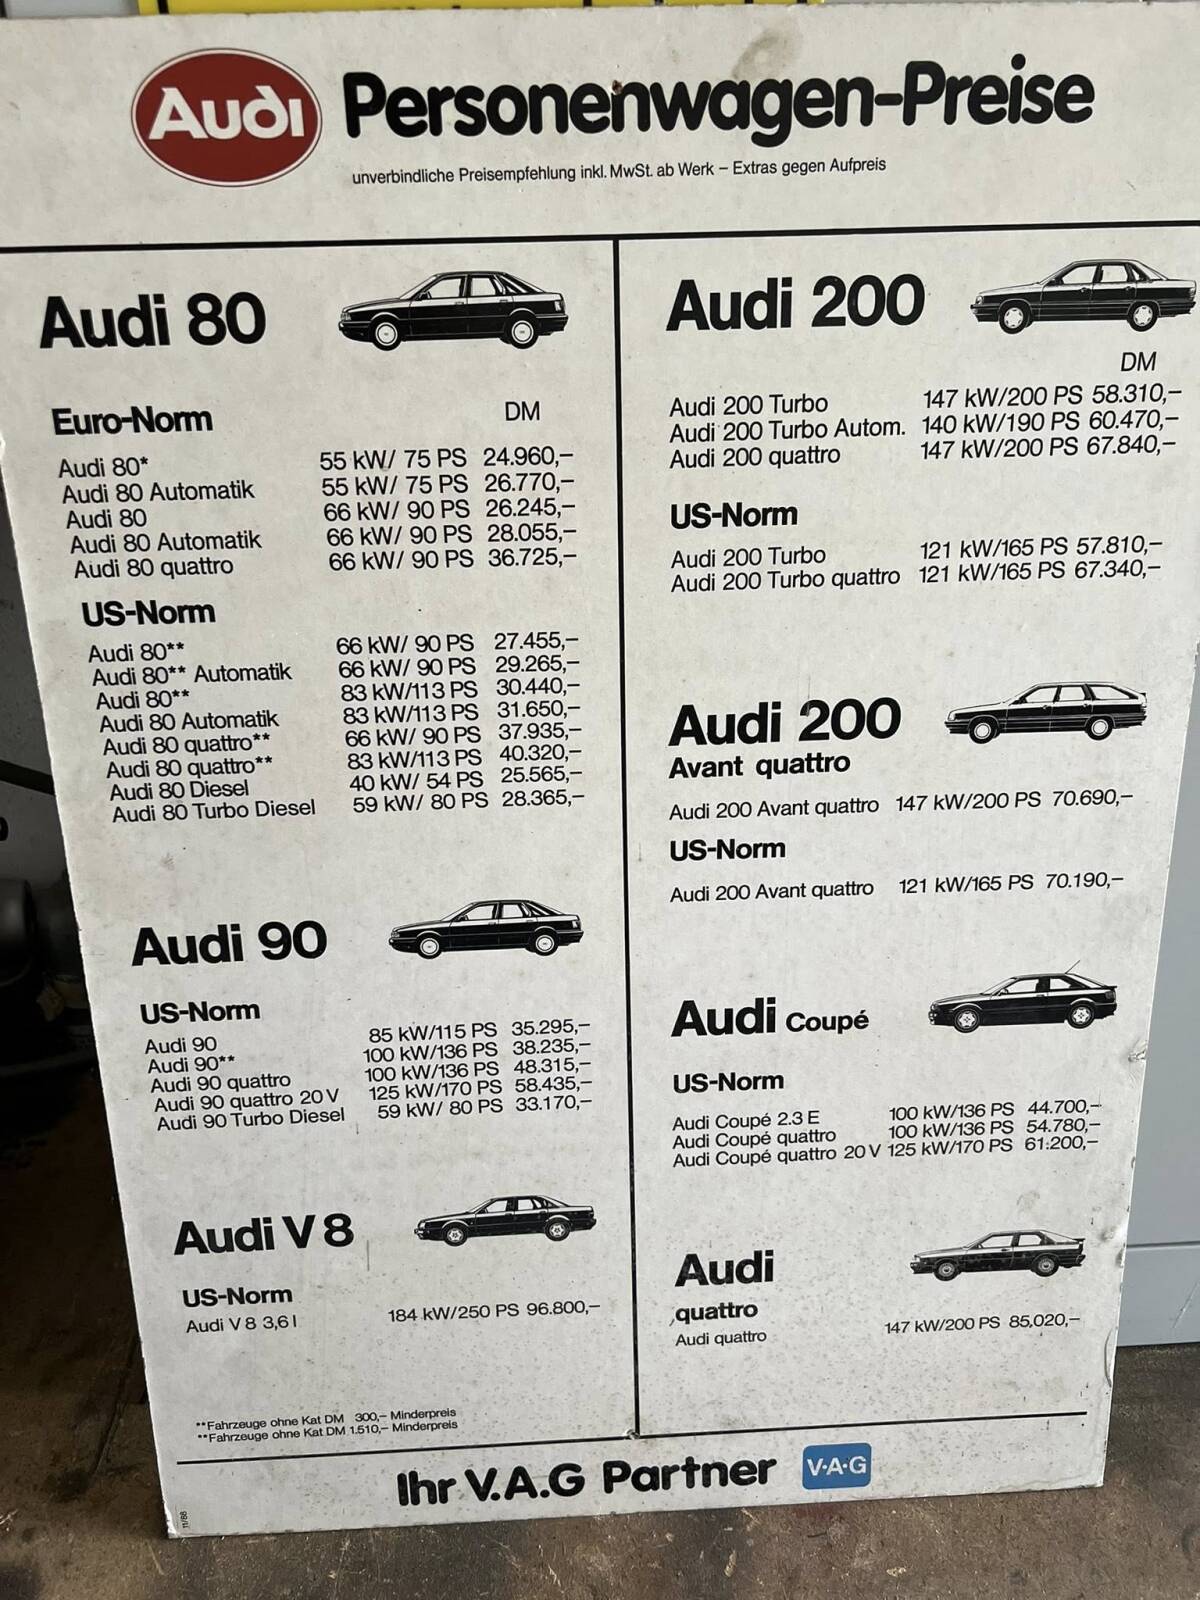 Audi Personenwagen-Preise
unverbindliche Preisempfehlung inkl. MwSt. ab Werk – Extras gegen Aufpreis
Audi 80
Euro-Norm DM
Audi 80* 55 kW/ 75 PS 24.960,–
Audi 80 Automatik 55 kW/ 75 PS 26.770,–
Audi 80 66 kW/ 90 PS 26.245,–
Audi 80 Automatik 66 kW/ 90 PS 28.055,–
Audi 80 quattro 66 kW/ 90 PS 36.725,–
US-Norm
Audi 80** 66 kW/ 90 PS 27.455,–
Audi 80** Automatik 66 kW/ 90 PS 29.265,–
Audi 80** 83 kW/113 PS 30.440,–
Audi 80 Automatik 83 kW/113 PS 31.650,–
Audi 80 quattro** 66 kW/ 90 PS 37.935,–
Audi 80 quattro** 83 kW/113 PS 40.320,–
Audi 80 Diesel 40 kW/ 54 PS 25.565,–
Audi 80 Turbo Diesel 59 kW/ 80 PS 28.365,–
Audi 90
US-Norm
Audi 90 85 kW/115 PS 35.295,–
Audi 90** 100 kW/136 PS 38.235,–
Audi 90 quattro 100 kW/136 PS 48.315,–
Audi 90 quattro 20 V 125 kW/170 PS 58.435,–
Audi 90 Turbo Diesel 59 kW/ 80 PS 33.170,–
Audi V 8
US-Norm
Audi V 8 3,6 l 184 kW/250 PS 96.800,–
**Fahrzeuge ohne Kat DM 300,– Minderpreis
**Fahrzeuge ohne Kat DM 1.510,– Minderpreis
Audi 200
DM
Audi 200 Turbo 147 kW/200 PS 58.310,–
Audi 200 Turbo Autom. 140 kW/190 PS 60.470,–
Audi 200 quattro 147 kW/200 PS 67.840,–
US-Norm
Audi 200 Turbo 121 kW/165 PS 57.810,–
Audi 200 Turbo quattro 121 kW/165 PS 67.340,–
Audi 200
Avant quattro
Audi 200 Avant quattro 147 kW/200 PS 70.690,–
US-Norm
Audi 200 Avant quattro 121 kW/165 PS 70.190,–
Audi Coupé
US-Norm
Audi Coupé 2.3 E 100 kW/136 PS 44.700,–
Audi Coupé quattro 100 kW/136 PS 54.780,–
Audi Coupé quattro 20 V 125 kW/170 PS 61.200,–
Audi
quattro
Audi quattro 147 kW/200 PS 85.020,–
Ihr V.A.G Partner V·A·G
11/88